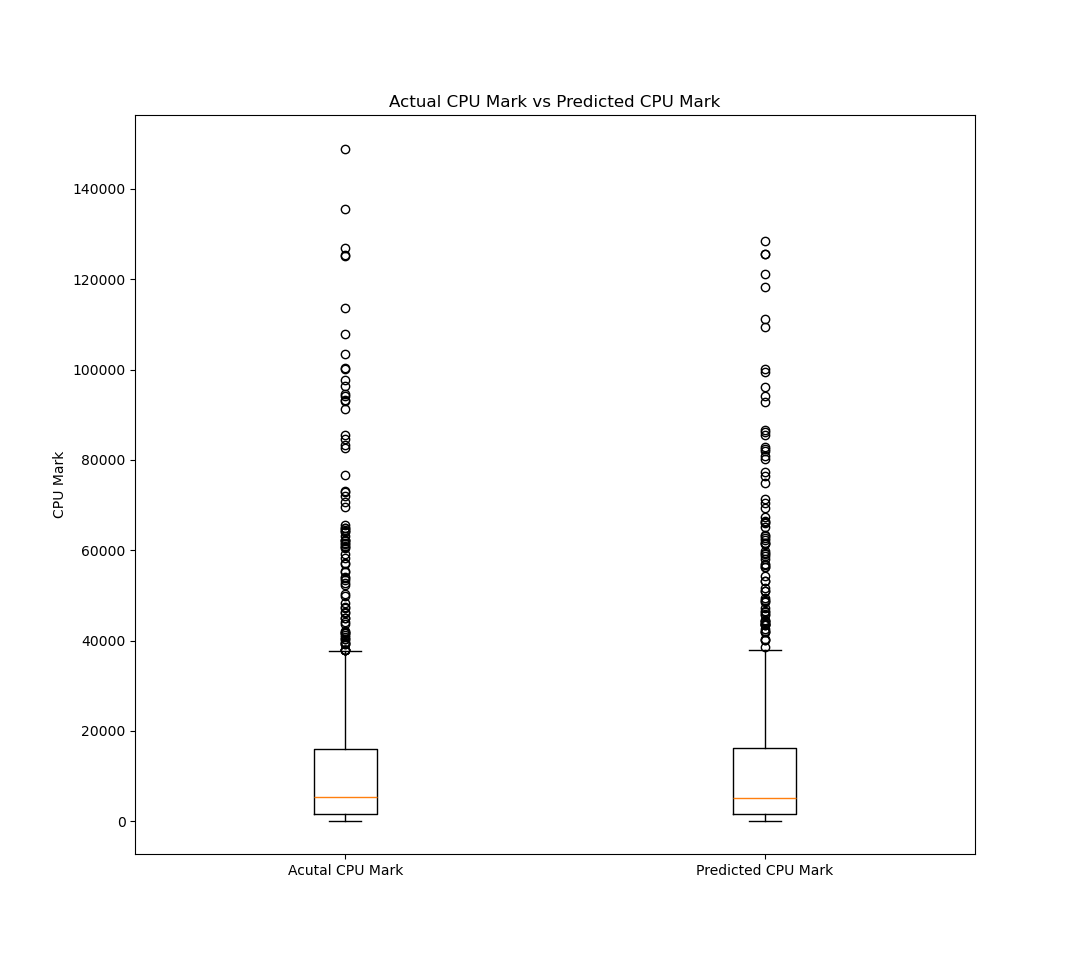 Actual CPU Mark vs Predicted CPU Mark
140000
120000
100000
80000
60000
40000
20000
0
CPU Mark
Acutal CPU Mark
Predicted CPU Mark